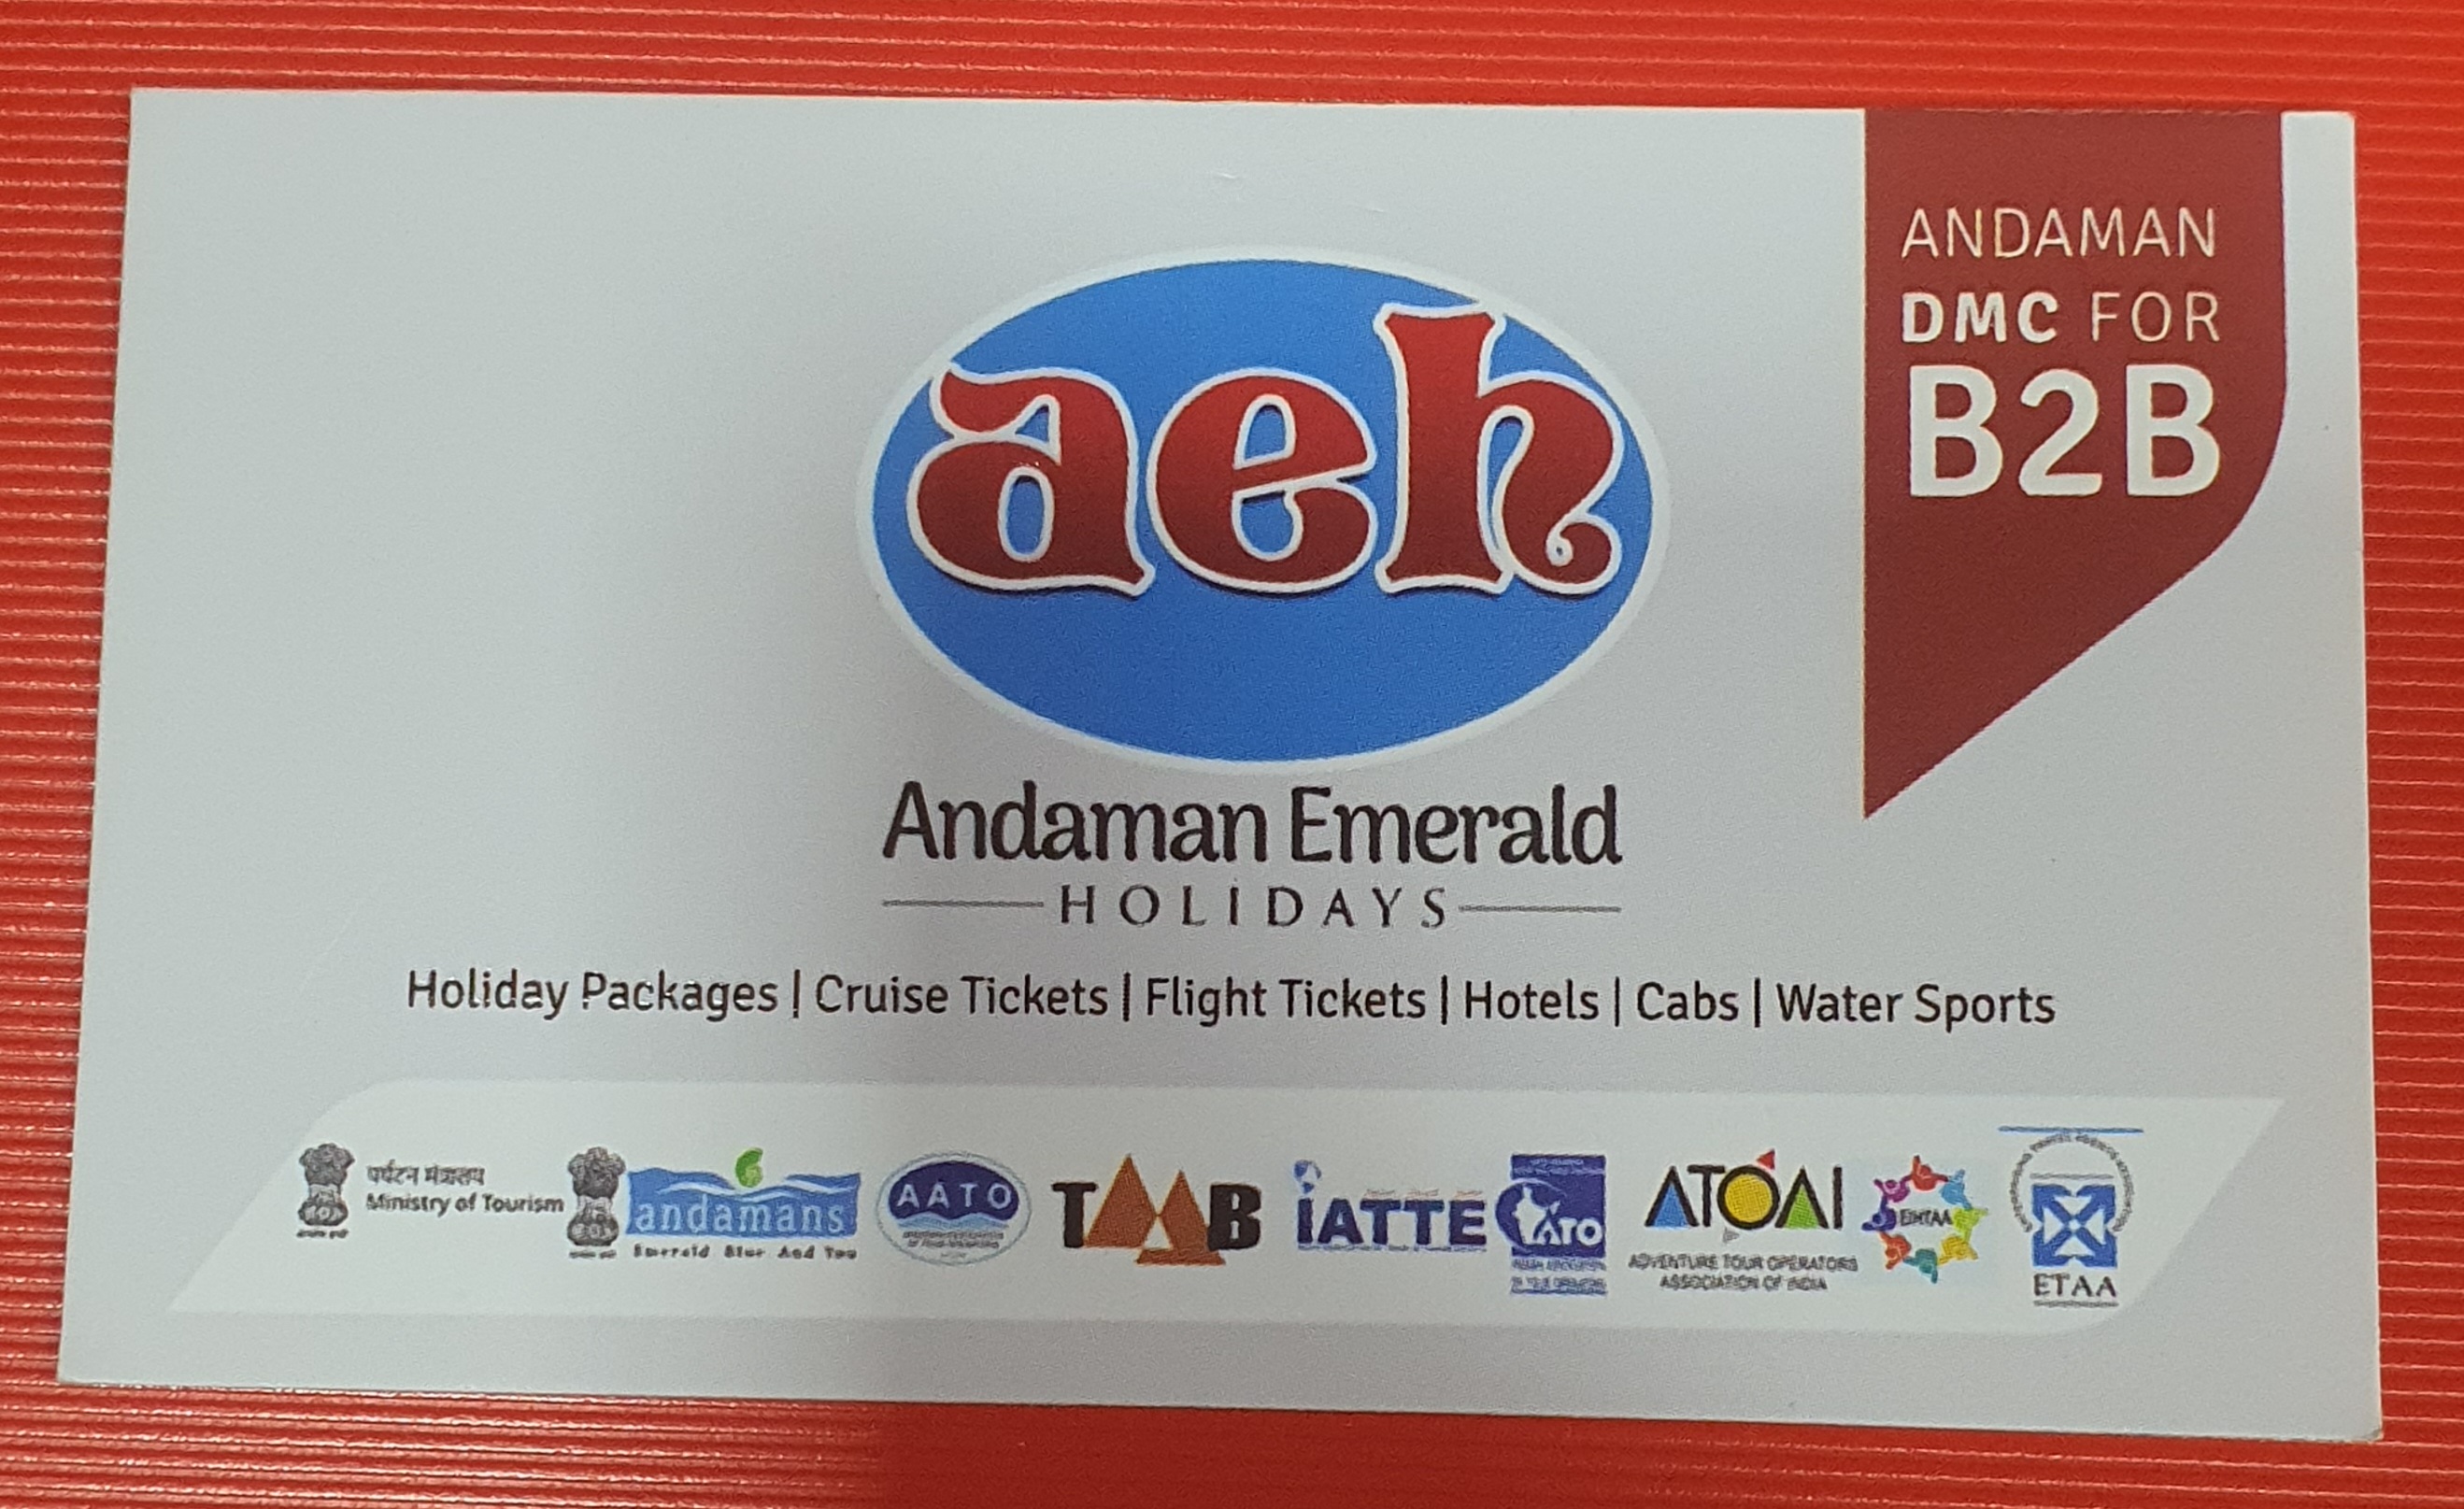 ANDAMAN
DMC FOR
B2B
aeh
Andaman Emerald
HOLIDAYS
Holiday Packages | Cruise Tickets | Flight Tickets | Hotels | Cabs | Water Sports
पर्यटन मंत्रालय
Ministry of Tourism
andamans
Emerald Blue And You
AATO
TAAB
iATTE
IATO
ATOAI
ADVENTURE TOUR OPERATORS
ASSOCIATION OF INDIA
ETAA